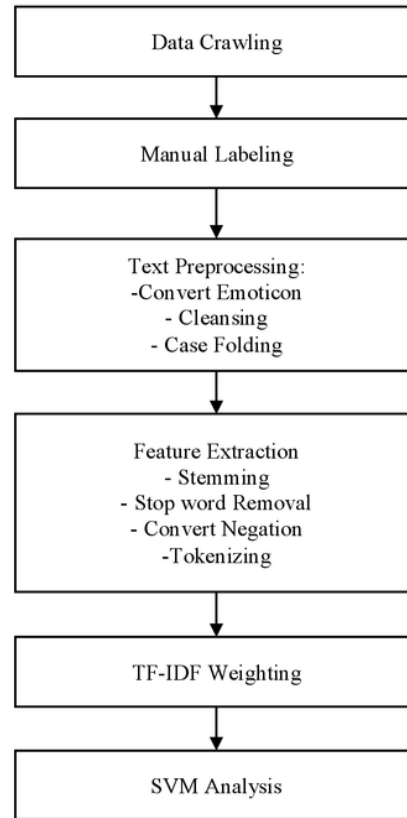 Data Crawling
Manual Labeling
Text Preprocessing:
-Convert Emoticon
- Cleansing
- Case Folding
Feature Extraction
- Stemming
- Stop word Removal
- Convert Negation
-Tokenizing
TF-IDF Weighting
SVM Analysis